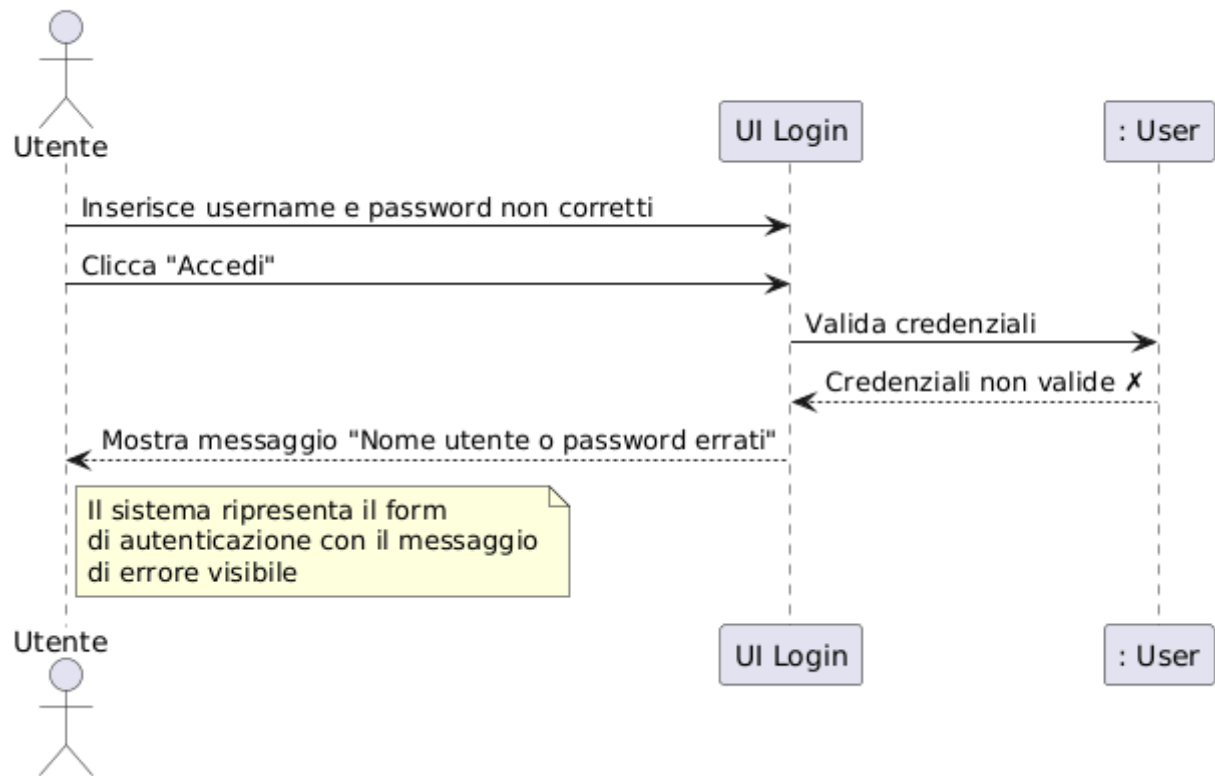 Utente
UI Login
: User
Inserisce username e password non corretti
Clicca "Accedi"
Valida credenziali
Credenziali non valide ✗
Mostra messaggio "Nome utente o password errati"
Il sistema ripresenta il form
di autenticazione con il messaggio
di errore visibile
Utente
UI Login
: User